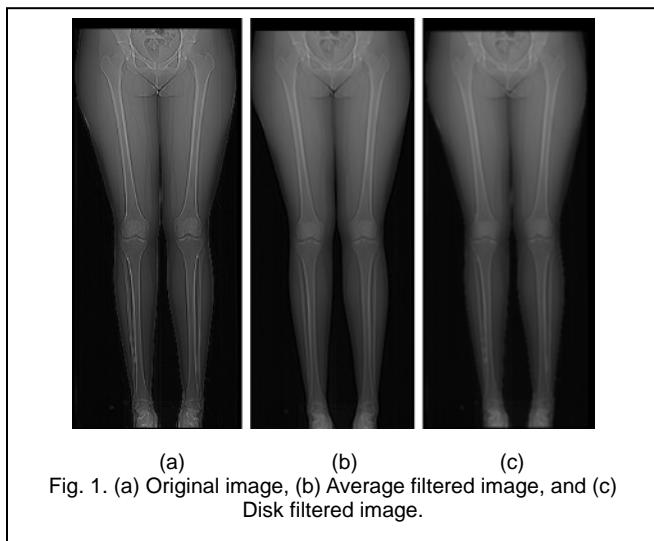 (a) (b) (c)
Fig. 1. (a) Original image, (b) Average filtered image, and (c)
Disk filtered image.